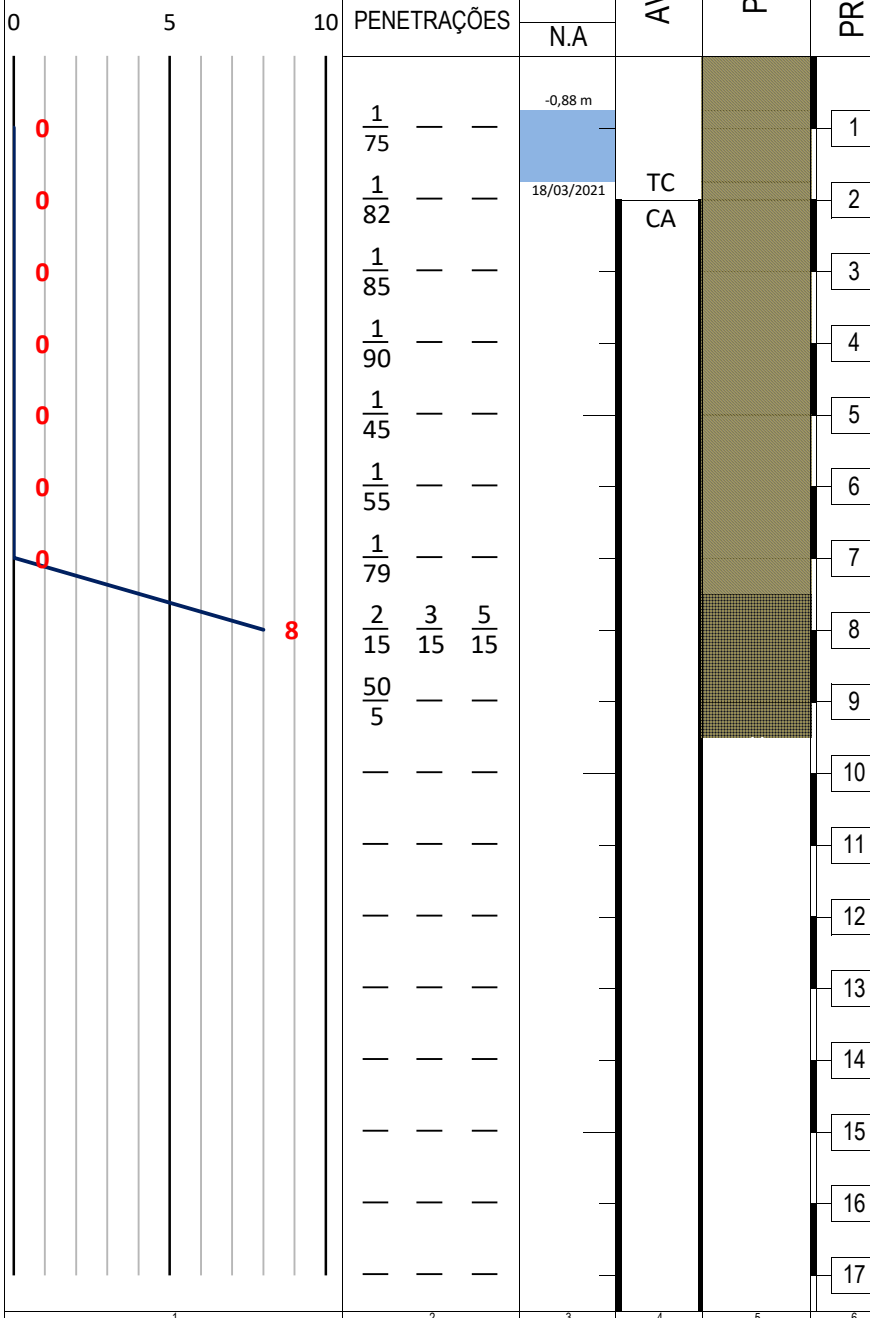 0 5 10 PENETRAÇÕES
N.A
AV
P
PR
-0,88 m
0 1/75 — — 1
0 1/82 — — 18/03/2021 TC 2
CA
0 1/85 — — 3
0 1/90 — — 4
0 1/45 — — 5
0 1/55 — — 6
0 1/79 — — 7
8 2/15 3/15 5/15 8
50/5 — — 9
— — — 10
— — — 11
— — — 12
— — — 13
— — — 14
— — — 15
— — — 16
— — — 17
1 2 3 4 5 6